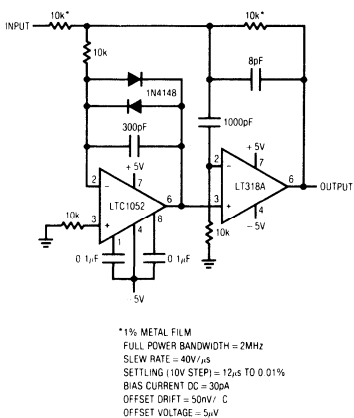 10k* 10k*
INPUT
10k
8pF
1N4148
300pF 1000pF
+5V +5V
2 7 2 7
LTC1052 6 LT318A 6 OUTPUT
10k 3 8 3
1 4 10k 4
0 1µF 0 1µF -5V
-5V
*1% METAL FILM
FULL POWER BANDWIDTH = 2MHz
SLEW RATE = 40V/µs
SETTLING (10V STEP) = 12µs TO 0.01%
BIAS CURRENT DC = 30pA
OFFSET DRIFT = 50nV/ C
OFFSET VOLTAGE = 5µV